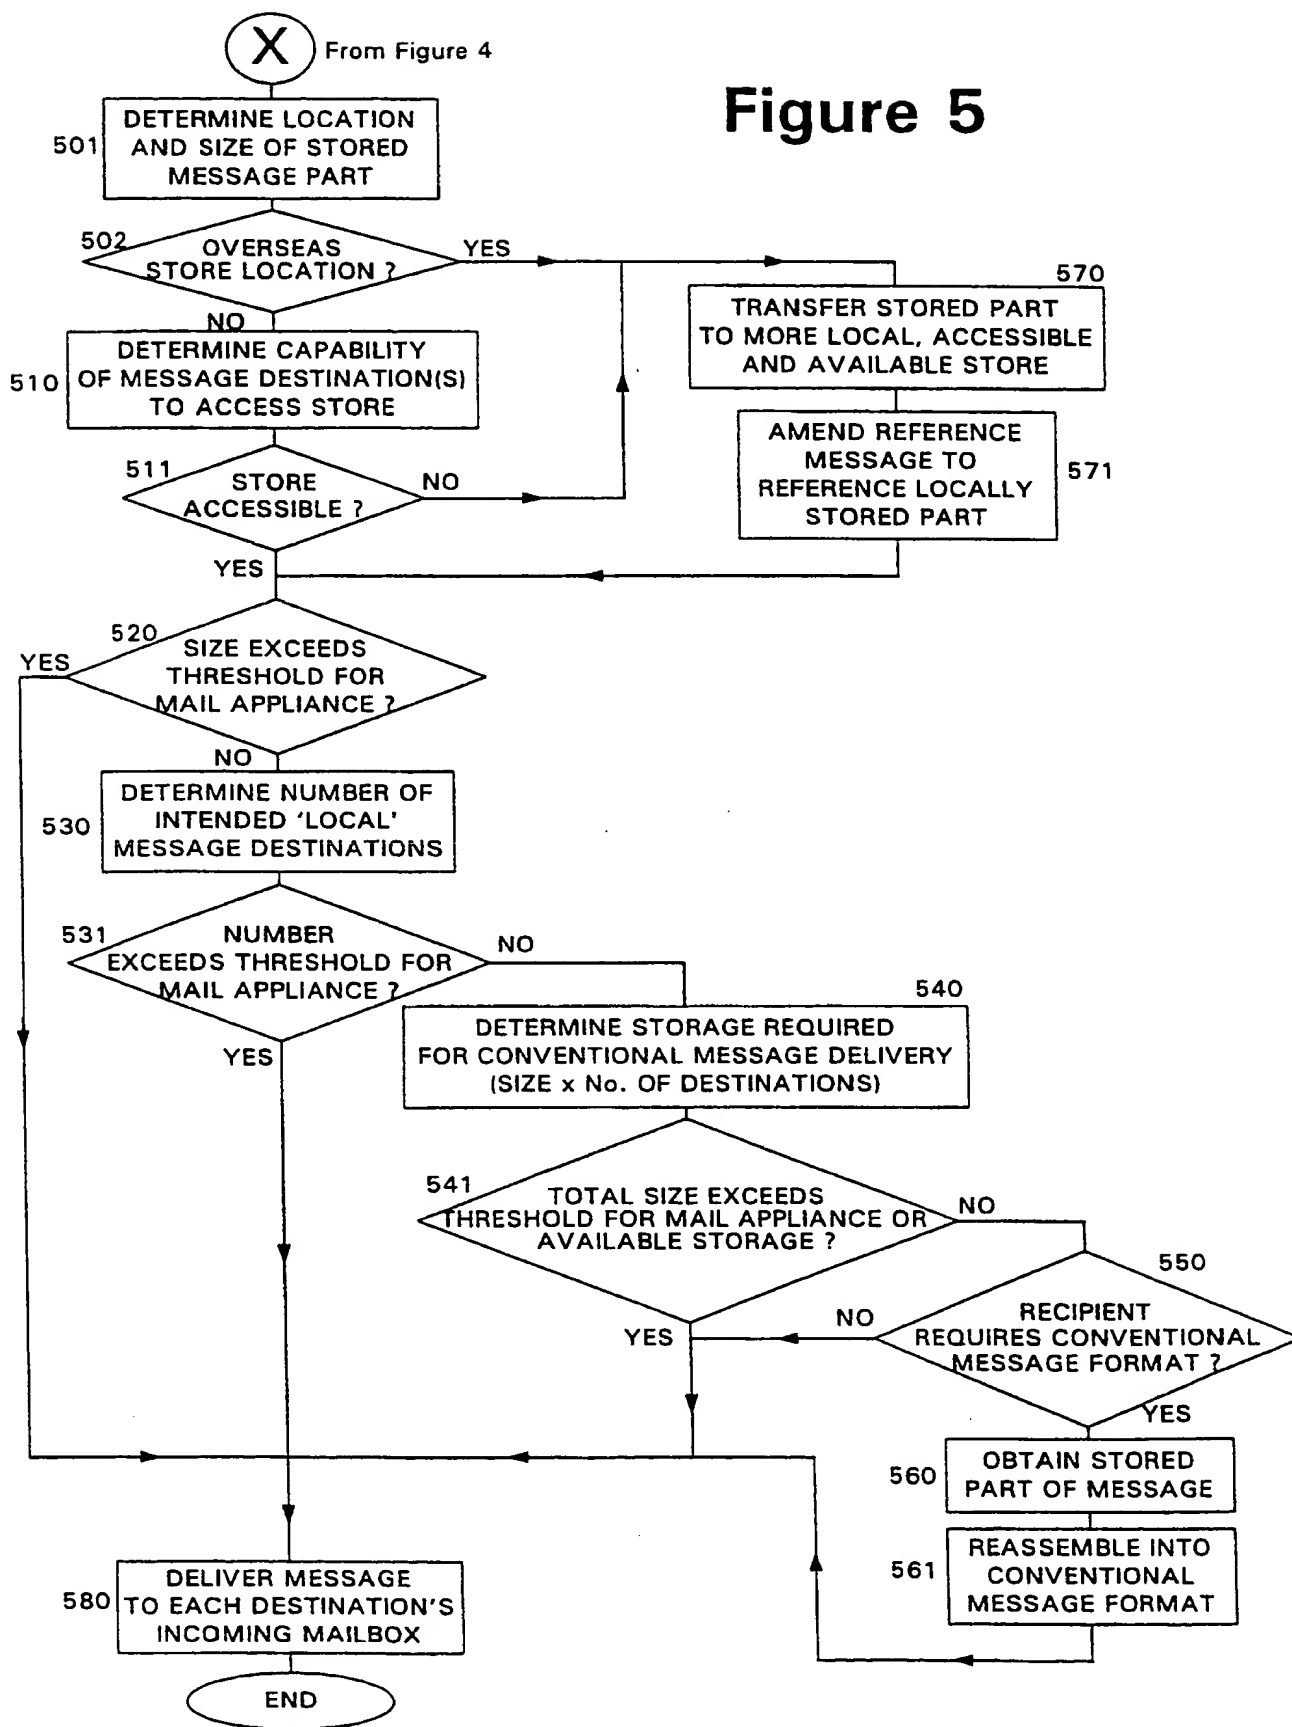 X
From Figure 4
Figure 5
501
DETERMINE LOCATION
AND SIZE OF STORED
MESSAGE PART
502
OVERSEAS
STORE LOCATION ?
YES
NO
570
TRANSFER STORED PART
TO MORE LOCAL, ACCESSIBLE
AND AVAILABLE STORE
510
DETERMINE CAPABILITY
OF MESSAGE DESTINATION(S)
TO ACCESS STORE
571
AMEND REFERENCE
MESSAGE TO
REFERENCE LOCALLY
STORED PART
511
STORE
ACCESSIBLE ?
NO
YES
520
SIZE EXCEEDS
THRESHOLD FOR
MAIL APPLIANCE ?
YES
NO
530
DETERMINE NUMBER OF
INTENDED 'LOCAL'
MESSAGE DESTINATIONS
531
NUMBER
EXCEEDS THRESHOLD FOR
MAIL APPLIANCE ?
NO
YES
540
DETERMINE STORAGE REQUIRED
FOR CONVENTIONAL MESSAGE DELIVERY
(SIZE x No. OF DESTINATIONS)
541
TOTAL SIZE EXCEEDS
THRESHOLD FOR MAIL APPLIANCE OR
AVAILABLE STORAGE ?
NO
YES
550
RECIPIENT
REQUIRES CONVENTIONAL
MESSAGE FORMAT ?
NO
YES
560
OBTAIN STORED
PART OF MESSAGE
561
REASSEMBLE INTO
CONVENTIONAL
MESSAGE FORMAT
580
DELIVER MESSAGE
TO EACH DESTINATION'S
INCOMING MAILBOX
END